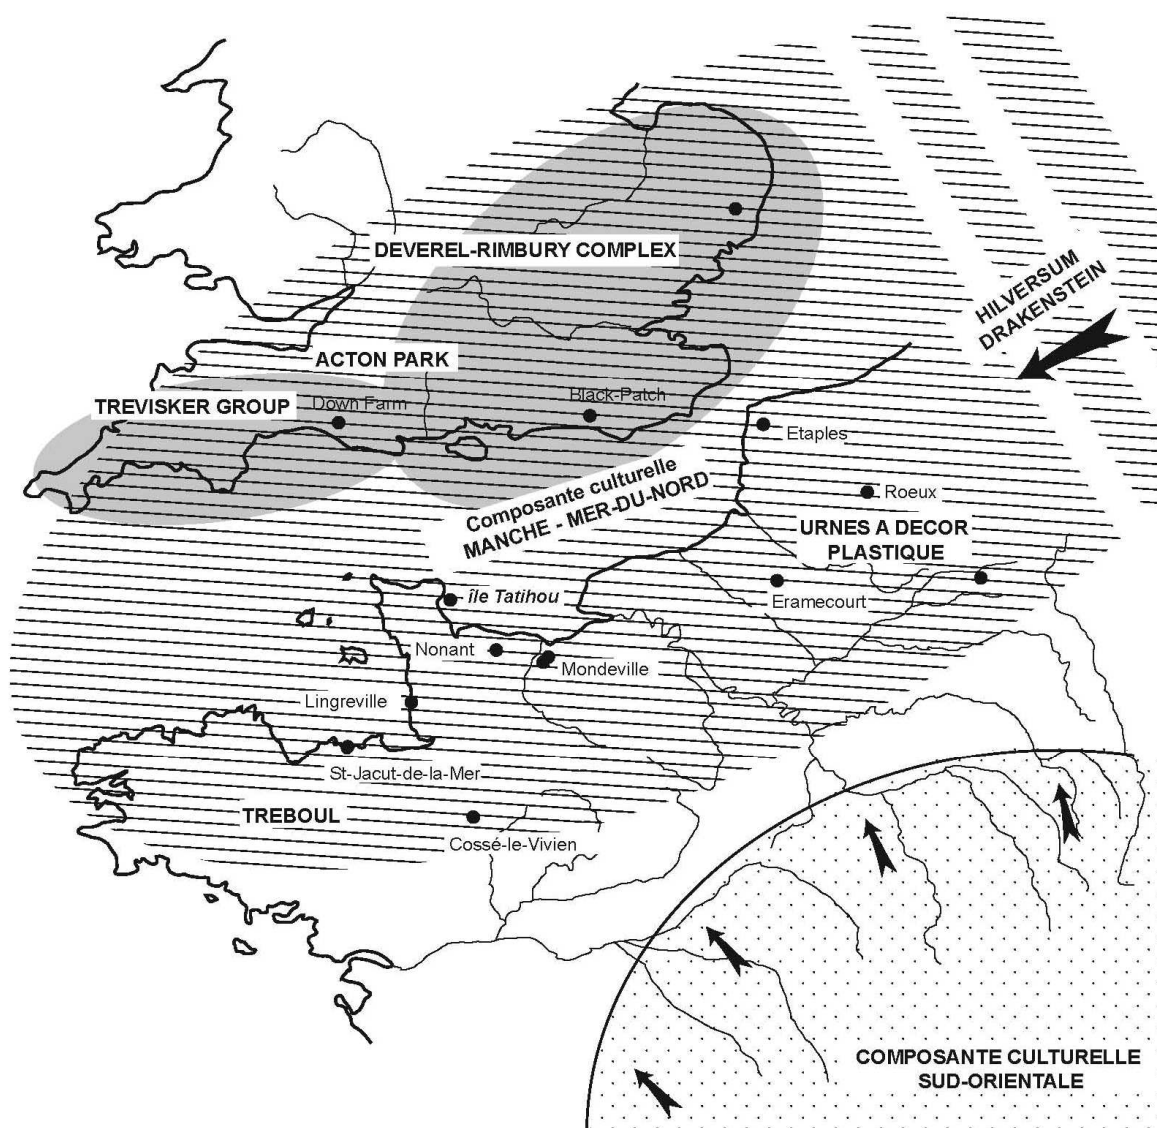 DEVEREL-RIMBURY COMPLEX
HILVERSUM
DRAKENSTEIN
ACTON PARK
TREVISKER GROUP
Down Farm
Black-Patch
Etaples
Composante culturelle
MANCHE - MER-DU-NORD
Roeux
URNES A DECOR
PLASTIQUE
île Tatihou
Eramecourt
Nonant
Mondeville
Lingreville
St-Jacut-de-la-Mer
TREBOUL
Cossé-le-Vivien
COMPOSANTE CULTURELLE
SUD-ORIENTALE